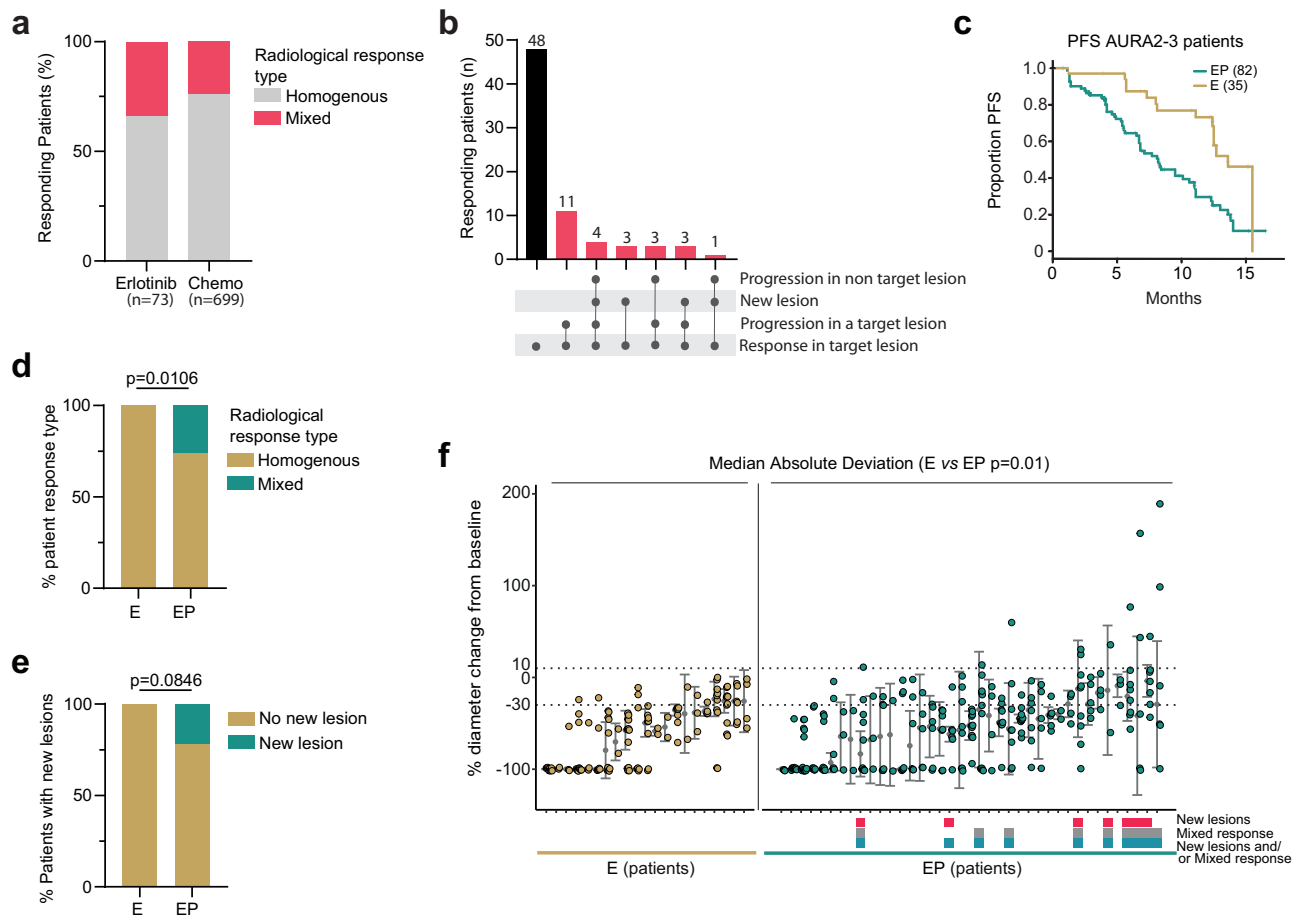 a
100
50
0
Responding Patients (%)
Erlotinib
(n=73)
Chemo
(n=699)
Radiological response
type
Homogenous
Mixed
b
50
40
30
20
10
0
Responding patients (n)
48
11
4
3
3
3
1
Progression in non target lesion
New lesion
Progression in a target lesion
Response in target lesion
c
PFS AURA2-3 patients
EP (82)
E (35)
1.0
0.8
0.6
0.4
0.2
0
Proportion PFS
0
5
10
15
Months
d
p=0.0106
100
50
0
% patient response type
E
EP
Radiological
response type
Homogenous
Mixed
e
p=0.0846
100
50
0
% Patients with new lesions
E
EP
No new lesion
New lesion
f
Median Absolute Deviation (E vs EP p=0.01)
200
100
10
0
-30
-100
% diameter change from baseline
New lesions
Mixed response
New lesions and/
or Mixed response
E (patients)
EP (patients)